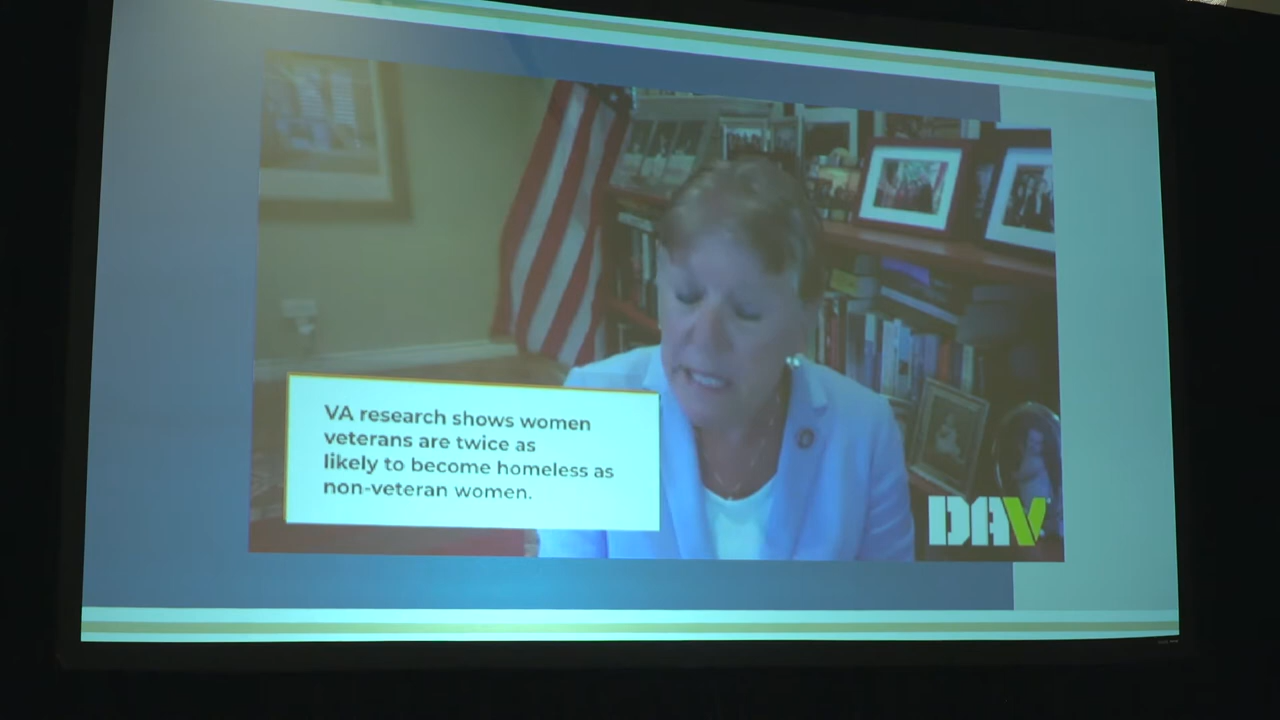 VA research shows women
veterans are twice as
likely to become homeless as
non-veteran women.
DAV